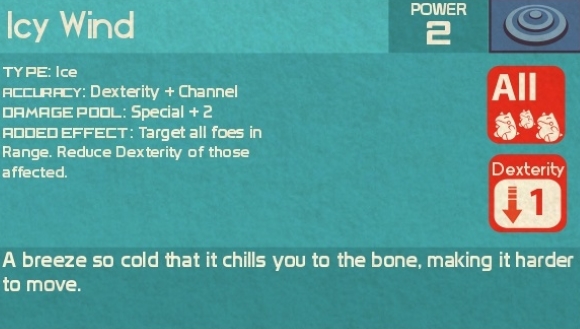 Icy Wind
POWER
2
TYPE: Ice
ACCURACY: Dexterity + Channel
DAMAGE POOL: Special + 2
ADDED EFFECT: Target all foes in
Range. Reduce Dexterity of those
affected.
All
Dexterity
1
A breeze so cold that it chills you to the bone, making it harder
to move.